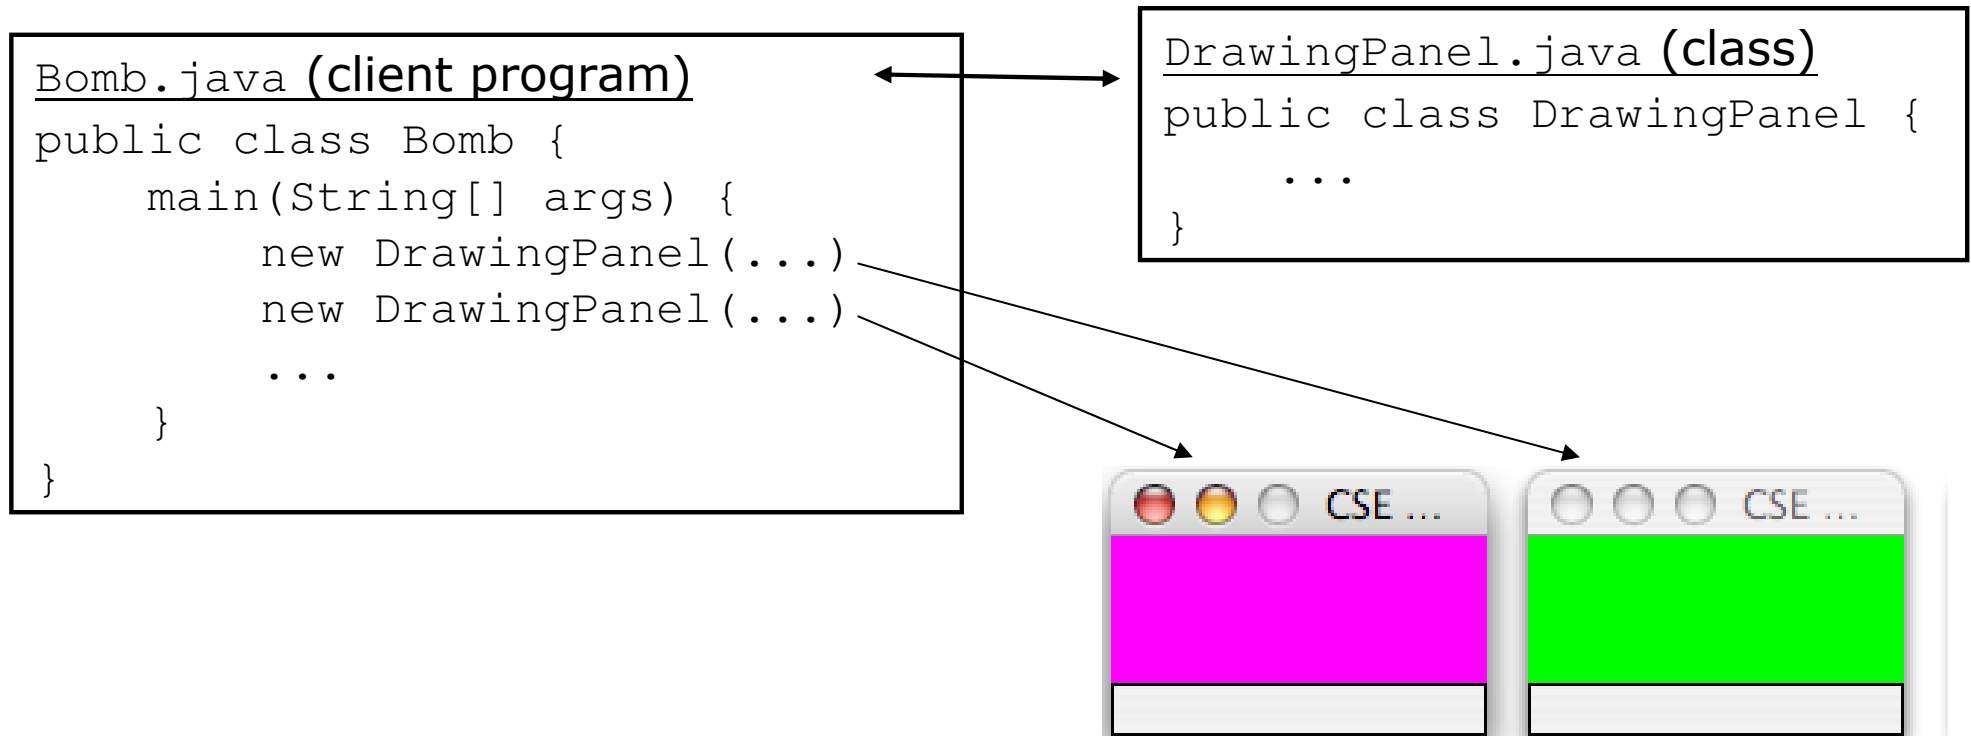 Bomb.java (client program)
public class Bomb {
    main(String[] args) {
        new DrawingPanel(...)
        new DrawingPanel(...)
        ...
    }
}
DrawingPanel.java (class)
public class DrawingPanel {
    ...
}
CSE ...
CSE ...